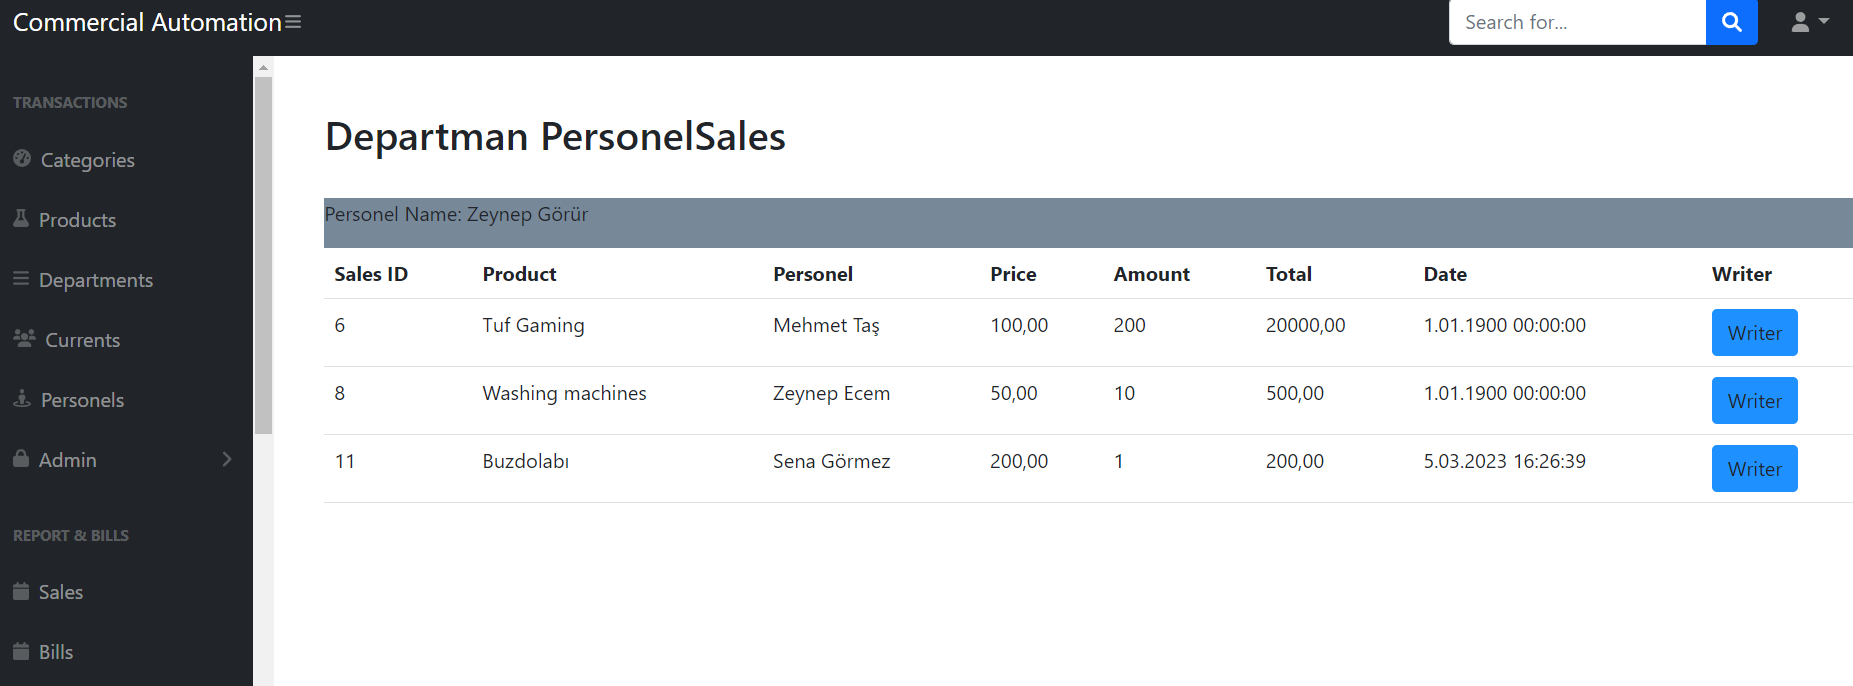 Commercial Automation
Search for...
TRANSACTIONS
Categories
Products
Departments
Currents
Personels
Admin
REPORT & BILLS
Sales
Bills
Departman PersonelSales
Personel Name: Zeynep Görür
Sales ID Product Personel Price Amount Total Date Writer
6 Tuf Gaming Mehmet Taş 100,00 200 20000,00 1.01.1900 00:00:00 Writer
8 Washing machines Zeynep Ecem 50,00 10 500,00 1.01.1900 00:00:00 Writer
11 Buzdolabı Sena Görmez 200,00 1 200,00 5.03.2023 16:26:39 Writer